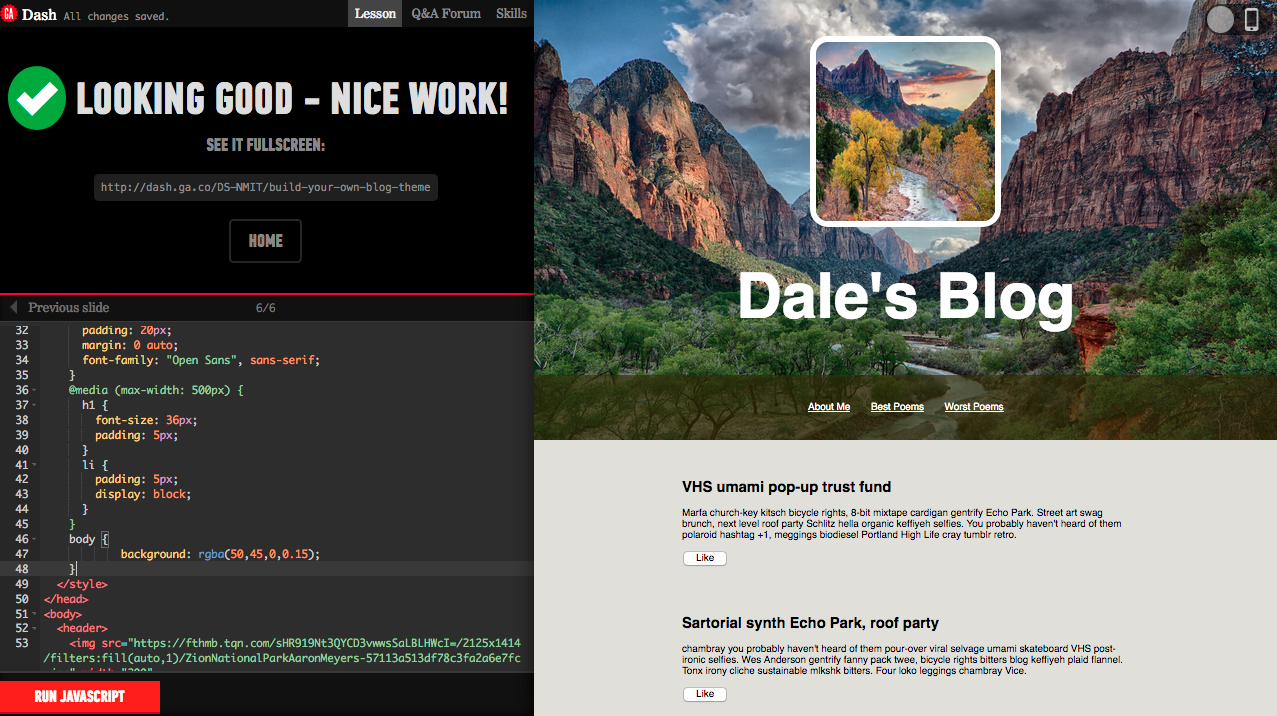 GA Dash All changes saved. Lesson Q&A Forum Skills
LOOKING GOOD - NICE WORK!
SEE IT FULLSCREEN:
http://dash.ga.co/DS-NMIT/build-your-own-blog-theme
HOME
Previous slide 6/6
32 padding: 20px;
33 margin: 0 auto;
34 font-family: "Open Sans", sans-serif;
35 }
36 @media (max-width: 500px) {
37 h1 {
38 font-size: 36px;
39 padding: 5px;
40 }
41 li {
42 padding: 5px;
43 display: block;
44 }
45 }
46 body {
47 background: rgba(50,45,0,0.15);
48 }
49 </style>
50 </head>
51 <body>
52 <header>
53 <img src="https://fthmb.tqn.com/sHR919Nt3QYCD3vwwsSaLBLHWcI=/2125x1414
/filters:fill(auto,1)/ZionNationalParkAaronMeyers-57113a513df78c3fa2a6e7fc
RUN JAVASCRIPT
Dale's Blog
About Me Best Poems Worst Poems
VHS umami pop-up trust fund
Marfa church-key kitsch bicycle rights, 8-bit mixtape cardigan gentrify Echo Park. Street art swag
brunch, next level roof party Schlitz hella organic keffiyeh selfies. You probably haven't heard of them
polaroid hashtag +1, meggings biodiesel Portland High Life cray tumblr retro.
Like
Sartorial synth Echo Park, roof party
chambray you probably haven't heard of them pour-over viral selvage umami skateboard VHS post-
ironic selfies. Wes Anderson gentrify fanny pack twee, bicycle rights bitters blog keffiyeh plaid flannel.
Tonx irony cliche sustainable mlkshk bitters. Four loko leggings chambray Vice.
Like